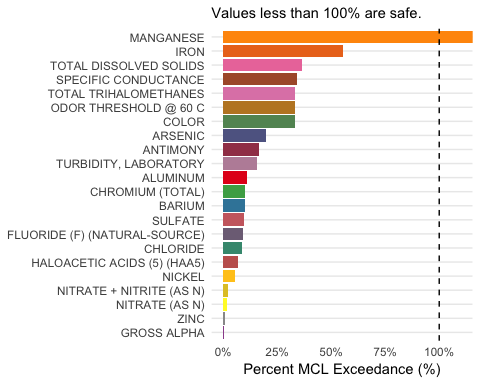 Values less than 100% are safe.
MANGANESE
IRON
TOTAL DISSOLVED SOLIDS
SPECIFIC CONDUCTANCE
TOTAL TRIHALOMETHANES
ODOR THRESHOLD @ 60 C
COLOR
ARSENIC
ANTIMONY
TURBIDITY, LABORATORY
ALUMINUM
CHROMIUM (TOTAL)
BARIUM
SULFATE
FLUORIDE (F) (NATURAL-SOURCE)
CHLORIDE
HALOACETIC ACIDS (5) (HAA5)
NICKEL
NITRATE + NITRITE (AS N)
NITRATE (AS N)
ZINC
GROSS ALPHA
0% 25% 50% 75% 100%
Percent MCL Exceedance (%)